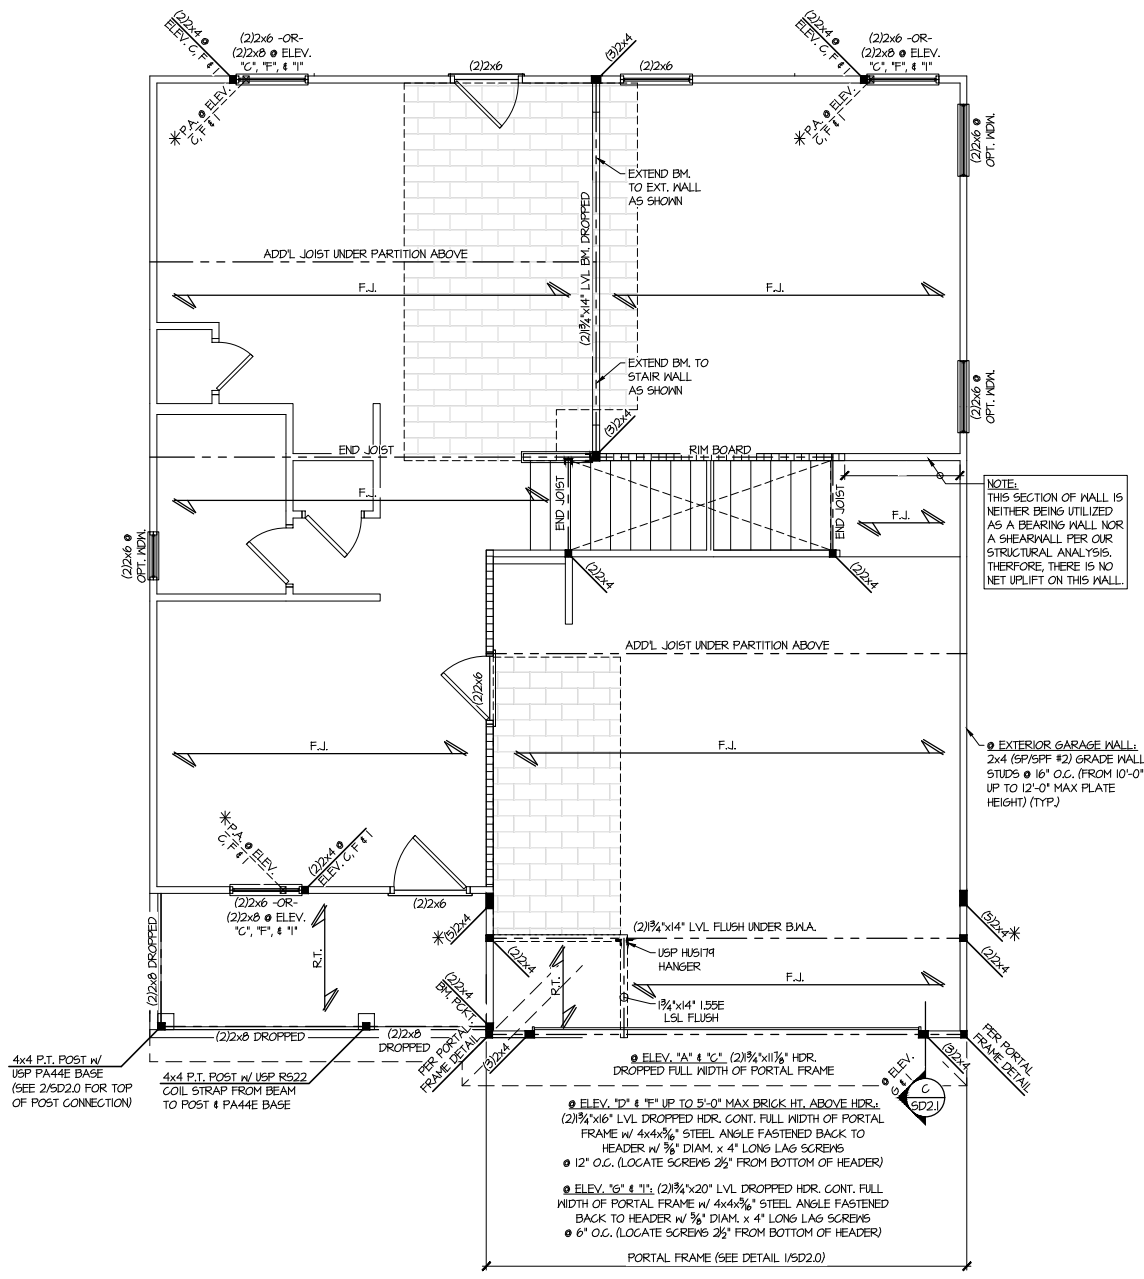 (2)2x4 @
ELEV. C, F & I
(2)2x6 -OR-
(2)2x8 @ ELEV.
"C", "F", & "I"
(2)2x6
(3)2x4
(2)2x6
(2)2x4 @
ELEV. C, F & I
(2)2x6 -OR-
(2)2x8 @ ELEV.
"C", "F", & "I"
*P.A. @ ELEV.
C, F & I
*P.A. @ ELEV.
C, F & I
(2)2x6 @
OPT. WDW.
EXTEND BM.
TO EXT. WALL
AS SHOWN
(2)1¾"x14" LVL BM. DROPPED
ADD'L JOIST UNDER PARTITION ABOVE
F.J.
F.J.
EXTEND BM. TO
STAIR WALL
AS SHOWN
(2)2x6 @
OPT. WDW.
(3)2x4
END JOIST
RIM BOARD
F.J.
END JOIST
END JOIST
F.J.
NOTE:
THIS SECTION OF WALL IS
NEITHER BEING UTILIZED
AS A BEARING WALL NOR
A SHEARWALL PER OUR
STRUCTURAL ANALYSIS.
THERFORE, THERE IS NO
NET UPLIFT ON THIS WALL.
(2)2x6 @
OPT. WDW.
(2)2x4
(2)2x4
ADD'L JOIST UNDER PARTITION ABOVE
(2)2x6
F.J.
F.J.
@ EXTERIOR GARAGE WALL:
2x4 (SP/SPF #2) GRADE WALL
STUDS @ 16" O.C. (FROM 10'-0"
UP TO 12'-0" MAX PLATE
HEIGHT) (TYP.)
*P.A. @ ELEV.
C, F & I
(2)2x4 @
ELEV. C, F & I
(2)2x6 -OR-
(2)2x8 @ ELEV.
"C", "F", & "I"
(2)2x6
(2)2x8 DROPPED
R.T.
*(5)2x4
(2)2x4
(2)1¾"x14" LVL FLUSH UNDER B.W.A.
(5)2x4*
(2)2x4
USP HUS179
HANGER
F.J.
R.T.
1¾"x14" 1.55E
LSL FLUSH
(2)2x4
BM. PCKT.
(2)2x8 DROPPED
(2)2x8
DROPPED
PER PORTAL
FRAME DETAIL
(3)2x4
(3)2x4
PER PORTAL
FRAME DETAIL
4x4 P.T. POST W/
USP PA44E BASE
(SEE 2/SD2.0 FOR TOP
OF POST CONNECTION)
4x4 P.T. POST W/ USP RS22
COIL STRAP FROM BEAM
TO POST & PA44E BASE
@ ELEV. "A" & "C" (2)1¾"x11⅞" HDR.
DROPPED FULL WIDTH OF PORTAL FRAME
@ ELEV.
G & I
C
SD2.1
@ ELEV. "D" & "F" UP TO 5'-0" MAX BRICK HT. ABOVE HDR.:
(2)1¾"x16" LVL DROPPED HDR. CONT. FULL WIDTH OF PORTAL
FRAME W/ 4x4x5/16" STEEL ANGLE FASTENED BACK TO
HEADER W/ ⅝" DIAM. x 4" LONG LAG SCREWS
@ 12" O.C. (LOCATE SCREWS 2½" FROM BOTTOM OF HEADER)
@ ELEV. "G" & "I": (2)1¾"x20" LVL DROPPED HDR. CONT. FULL
WIDTH OF PORTAL FRAME W/ 4x4x5/16" STEEL ANGLE FASTENED
BACK TO HEADER W/ ⅝" DIAM. x 4" LONG LAG SCREWS
@ 6" O.C. (LOCATE SCREWS 2½" FROM BOTTOM OF HEADER)
PORTAL FRAME (SEE DETAIL 1/SD2.0)